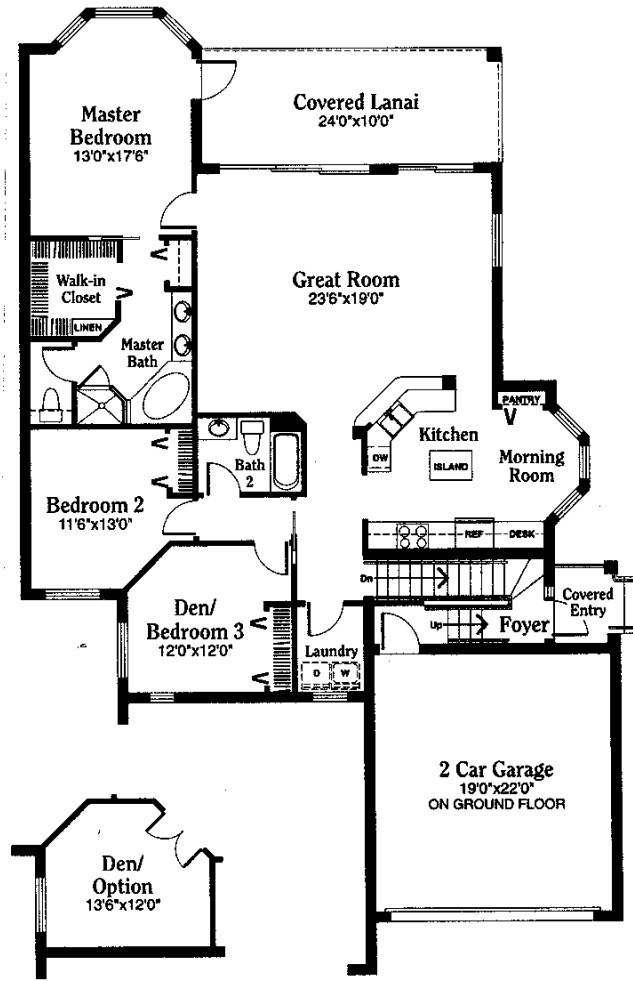 Master
Bedroom
13'0"x17'6"
Covered Lanai
24'0"x10'0"
Walk-in
Closet
LINEN
Master
Bath
Great Room
23'6"x19'0"
PANTRY
Kitchen
DW
ISLAND
Morning
Room
REF
DESK
Bath
2
Bedroom 2
11'6"x13'0"
Dn
Covered
Entry
Up
Foyer
Den/
Bedroom 3
12'0"x12'0"
Laundry
D
W
2 Car Garage
19'0"x22'0"
ON GROUND FLOOR
Den/
Option
13'6"x12'0"